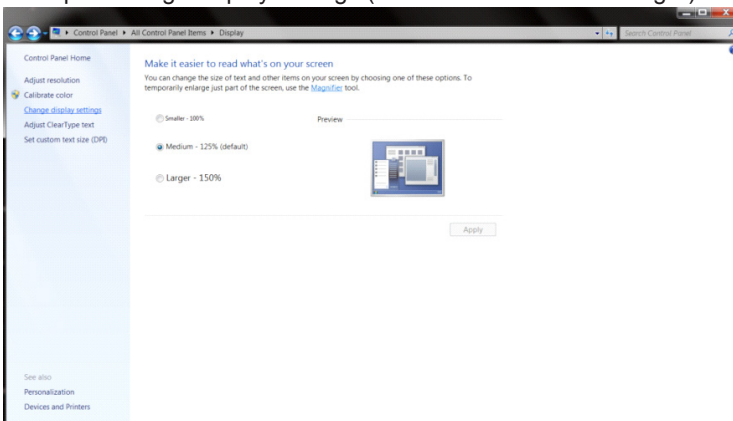 Control Panel ▸ All Control Panel Items ▸ Display
Search Control Panel
Control Panel Home
Adjust resolution
Calibrate color
Change display settings
Adjust ClearType text
Set custom text size (DPI)
Make it easier to read what's on your screen
You can change the size of text and other items on your screen by choosing one of these options. To
temporarily enlarge just part of the screen, use the Magnifier tool.
Smaller - 100%
Preview
Medium - 125% (default)
Larger - 150%
Apply
See also
Personalization
Devices and Printers